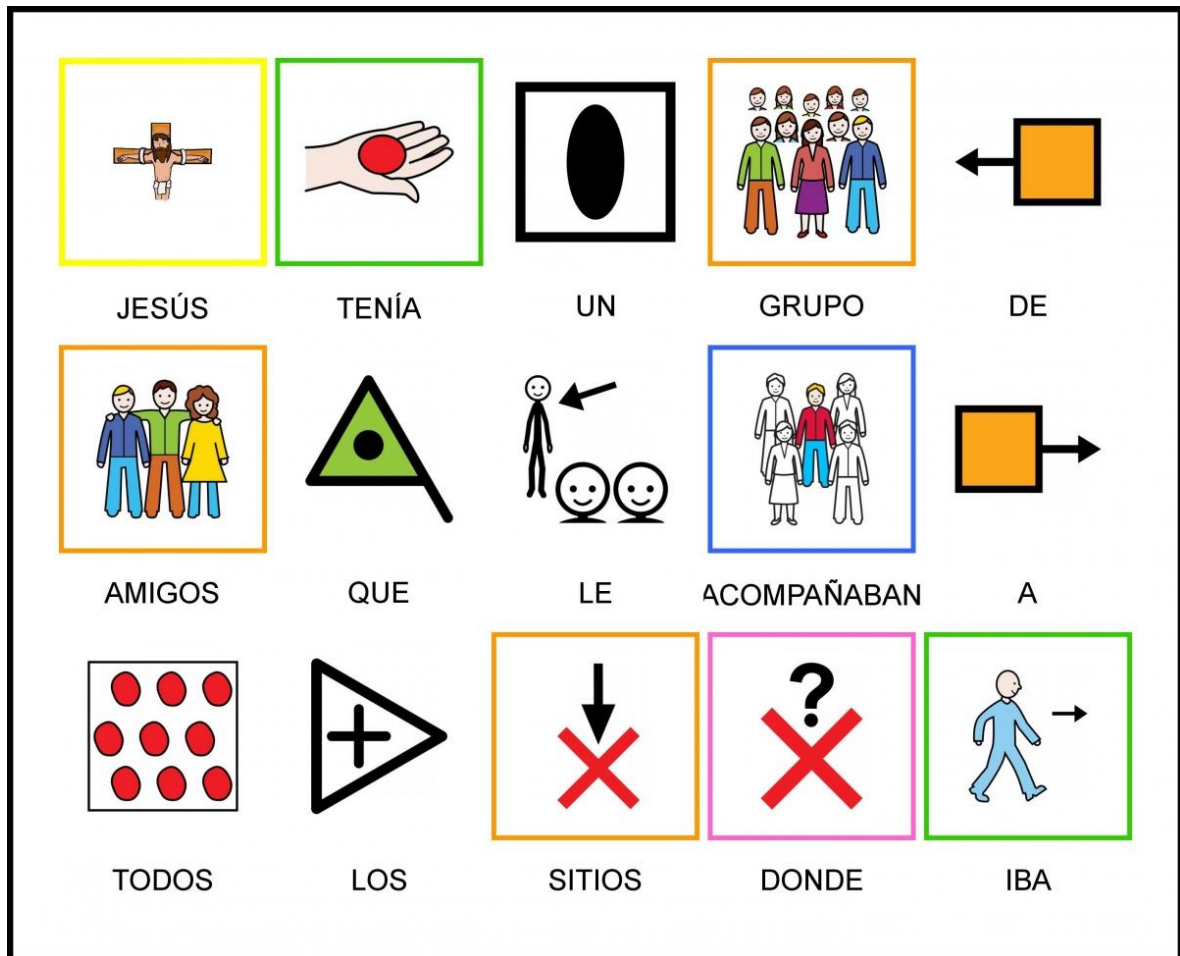 JESÚS TENÍA UN GRUPO DE
AMIGOS QUE LE ACOMPAÑABAN A
TODOS LOS SITIOS DONDE IBA